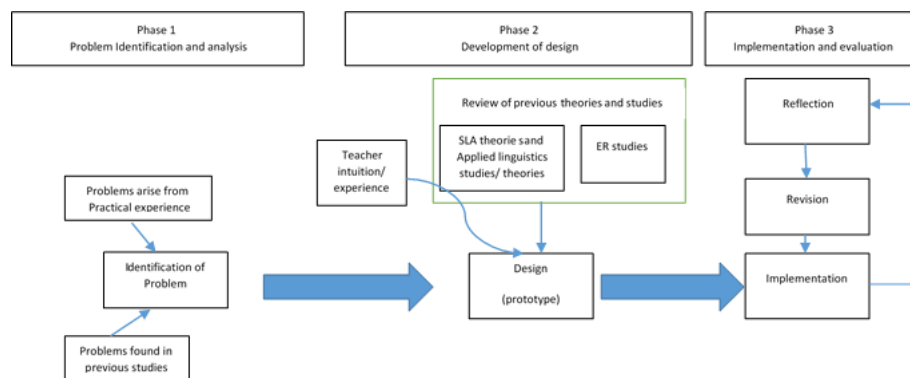 Phase 1
Problem Identification and analysis
Phase 2
Development of design
Phase 3
Implementation and evaluation
Review of previous theories and studies
SLA theorie sand
Applied linguistics
studies/ theories
ER studies
Teacher
intuition/
experience
Problems arise from
Practical experience
Identification of
Problem
Problems found in
previous studies
Design
(prototype)
Reflection
Revision
Implementation